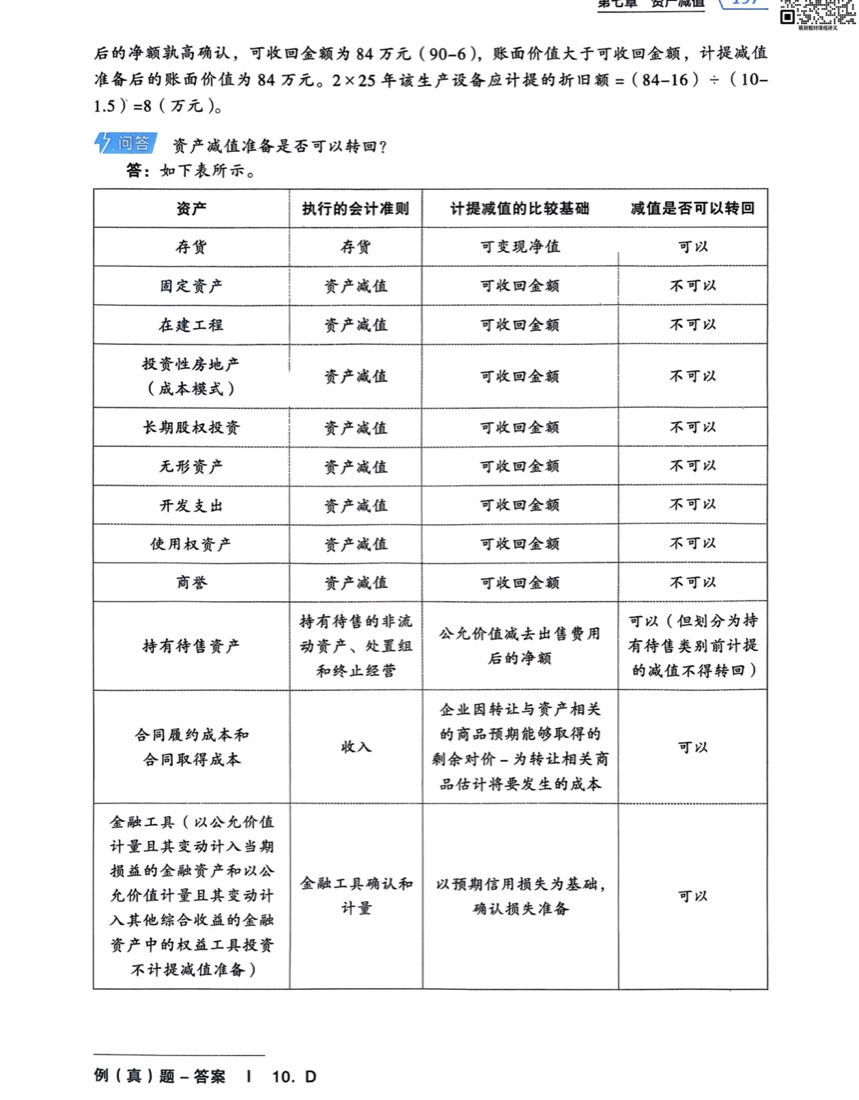 第七章 资产减值 197
后的净额孰高确认，可收回金额为 84 万元（90-6），账面价值大于可收回金额，计提减值
准备后的账面价值为 84 万元。2×25 年该生产设备应计提的折旧额 =（84-16）÷（10-
1.5）=8（万元）。
问答 资产减值准备是否可以转回？
答：如下表所示。
资产 执行的会计准则 计提减值的比较基础 减值是否可以转回
存货 存货 可变现净值 可以
固定资产 资产减值 可收回金额 不可以
在建工程 资产减值 可收回金额 不可以
投资性房地产
（成本模式） 资产减值 可收回金额 不可以
长期股权投资 资产减值 可收回金额 不可以
无形资产 资产减值 可收回金额 不可以
开发支出 资产减值 可收回金额 不可以
使用权资产 资产减值 可收回金额 不可以
商誉 资产减值 可收回金额 不可以
持有待售资产
持有待售的非流
动资产、处置组
和终止经营
公允价值减去出售费用
后的净额
可以（但划分为持
有待售类别前计提
的减值不得转回）
合同履约成本和
合同取得成本
收入
企业因转让与资产相关
的商品预期能够取得的
剩余对价 – 为转让相关商
品估计将要发生的成本
可以
金融工具（以公允价值
计量且其变动计入当期
损益的金融资产和以公
允价值计量且其变动计
入其他综合收益的金融
资产中的权益工具投资
不计提减值准备）
金融工具确认和
计量
以预期信用损失为基础，
确认损失准备
可以
例（真）题 – 答案 | 10. D